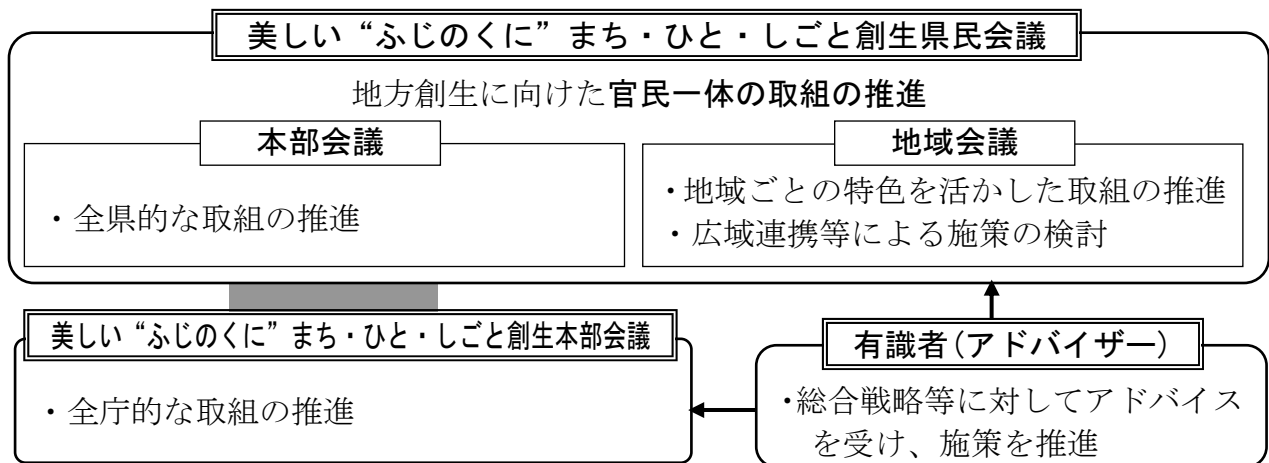 美しい“ふじのくに”まち・ひと・しごと創生県民会議
地方創生に向けた官民一体の取組の推進
本部会議
・全県的な取組の推進
地域会議
・地域ごとの特色を活かした取組の推進
・広域連携等による施策の検討
美しい“ふじのくに”まち・ひと・しごと創生本部会議
・全庁的な取組の推進
有識者(アドバイザー)
・総合戦略等に対してアドバイス
を受け、施策を推進